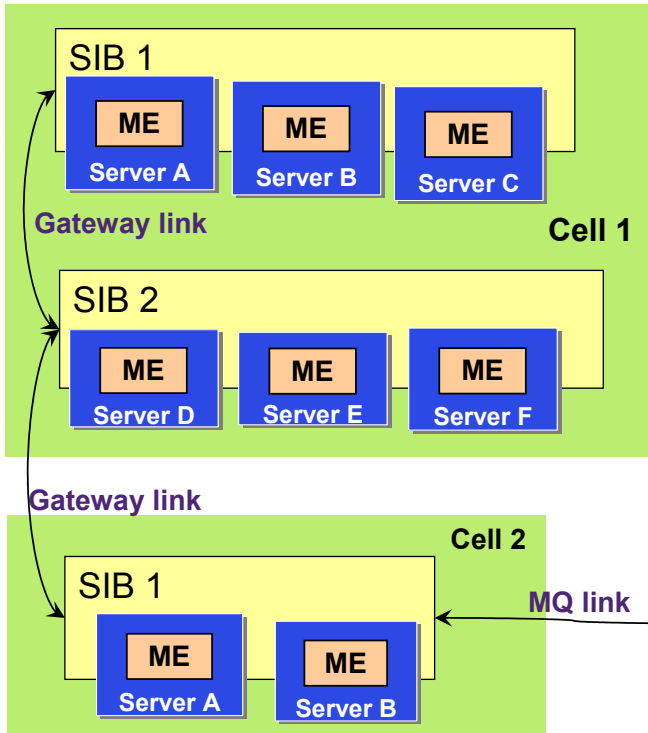 SIB 1
ME
ME
ME
Server A
Server B
Server C
Gateway link
Cell 1
SIB 2
ME
ME
ME
Server D
Server E
Server F
Gateway link
Cell 2
SIB 1
MQ link
ME
ME
Server A
Server B